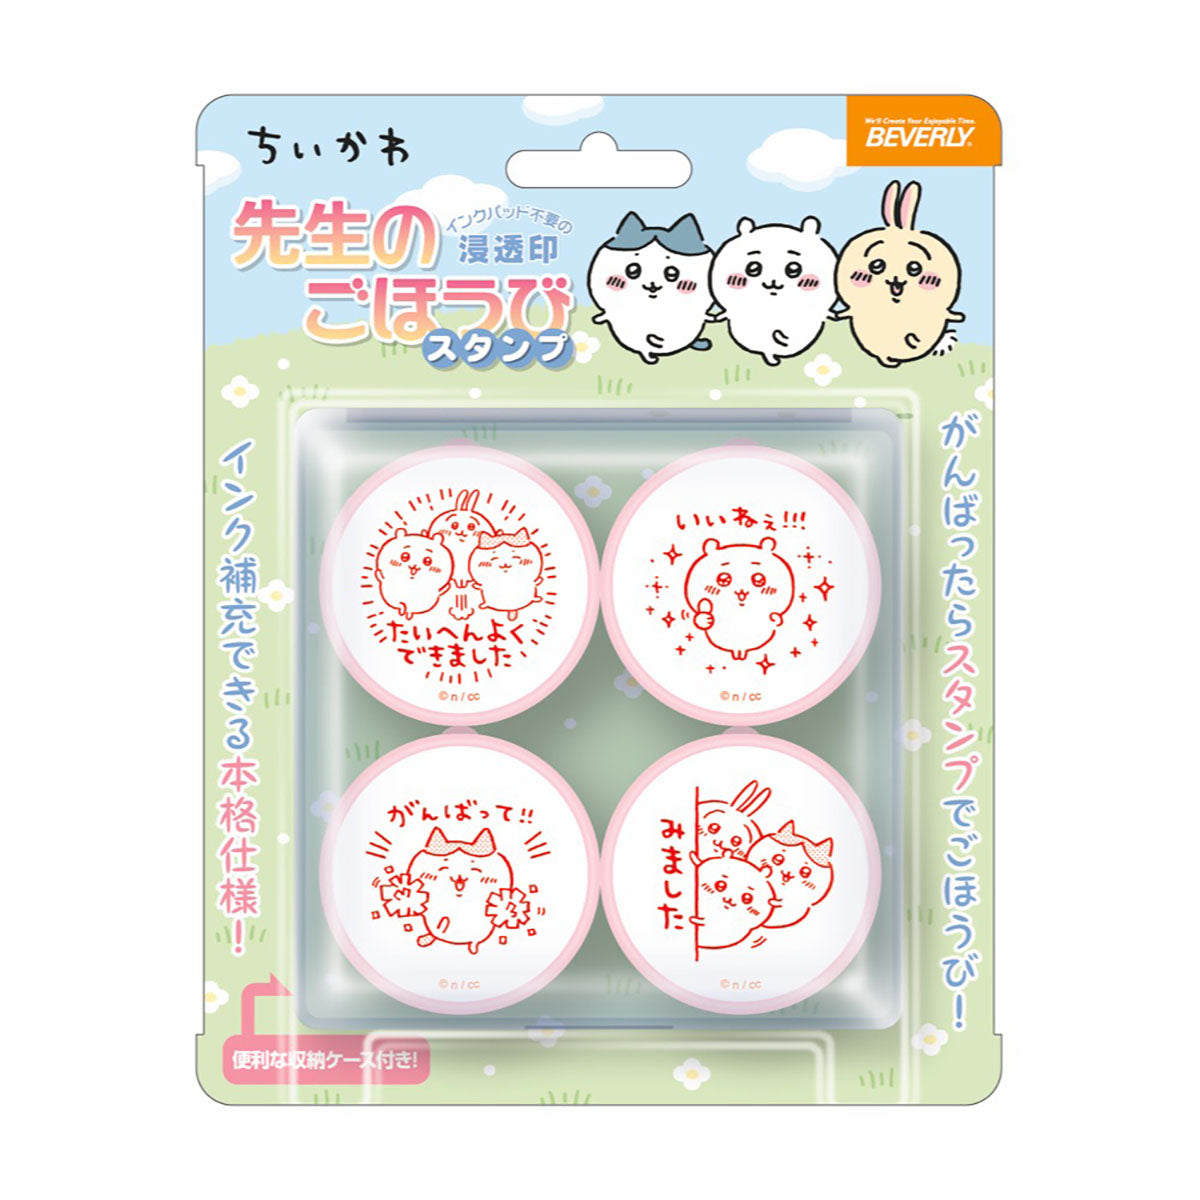 ちいかわ
We'll Create Your Enjoyable Time.
BEVERLY®
先生の
インクパッド不要の
浸透印
ごほうび
スタンプ
がんばったらスタンプでごほうび!
インク補充できる本格仕様!
たいへんよく
できました
©n / cc
いいねぇ!!!
©n / cc
がんばって!!
©n / cc
みました
©n / cc
便利な収納ケース付き!